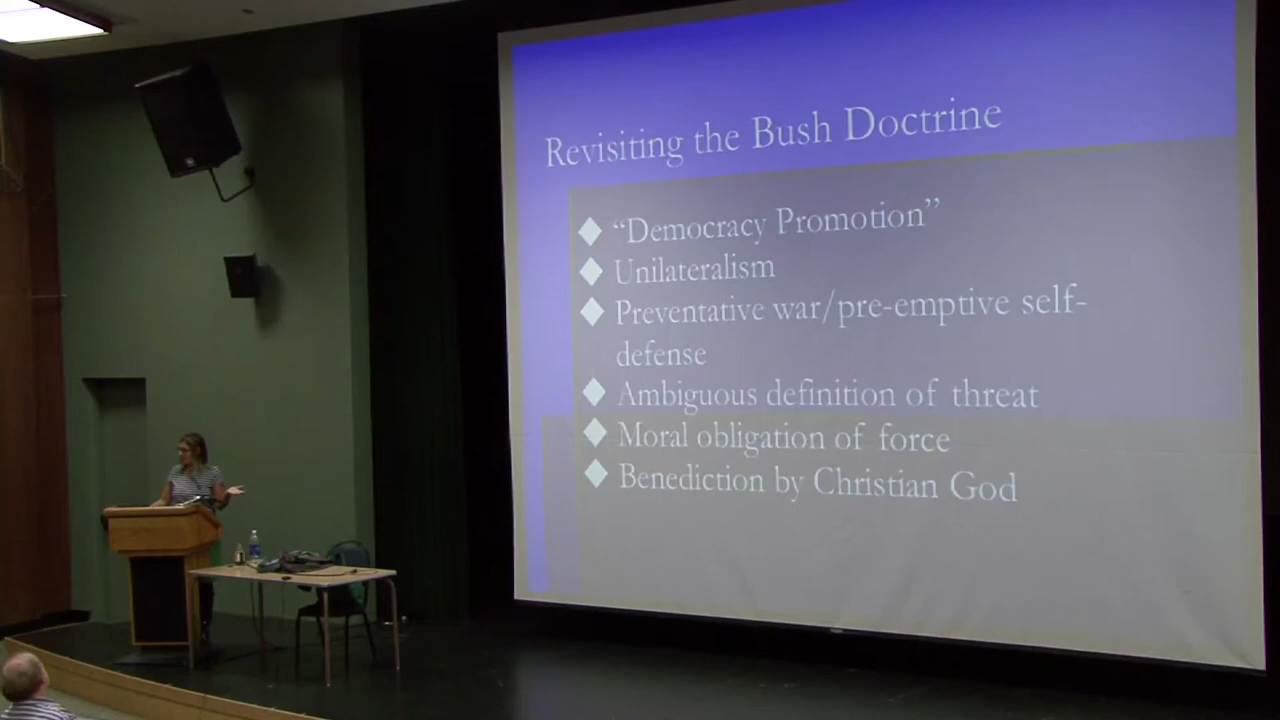 Revisiting the Bush Doctrine
“Democracy Promotion”
Unilateralism
Preventative war/pre-emptive self-
defense
Ambiguous definition of threat
Moral obligation of force
Benediction by Christian God